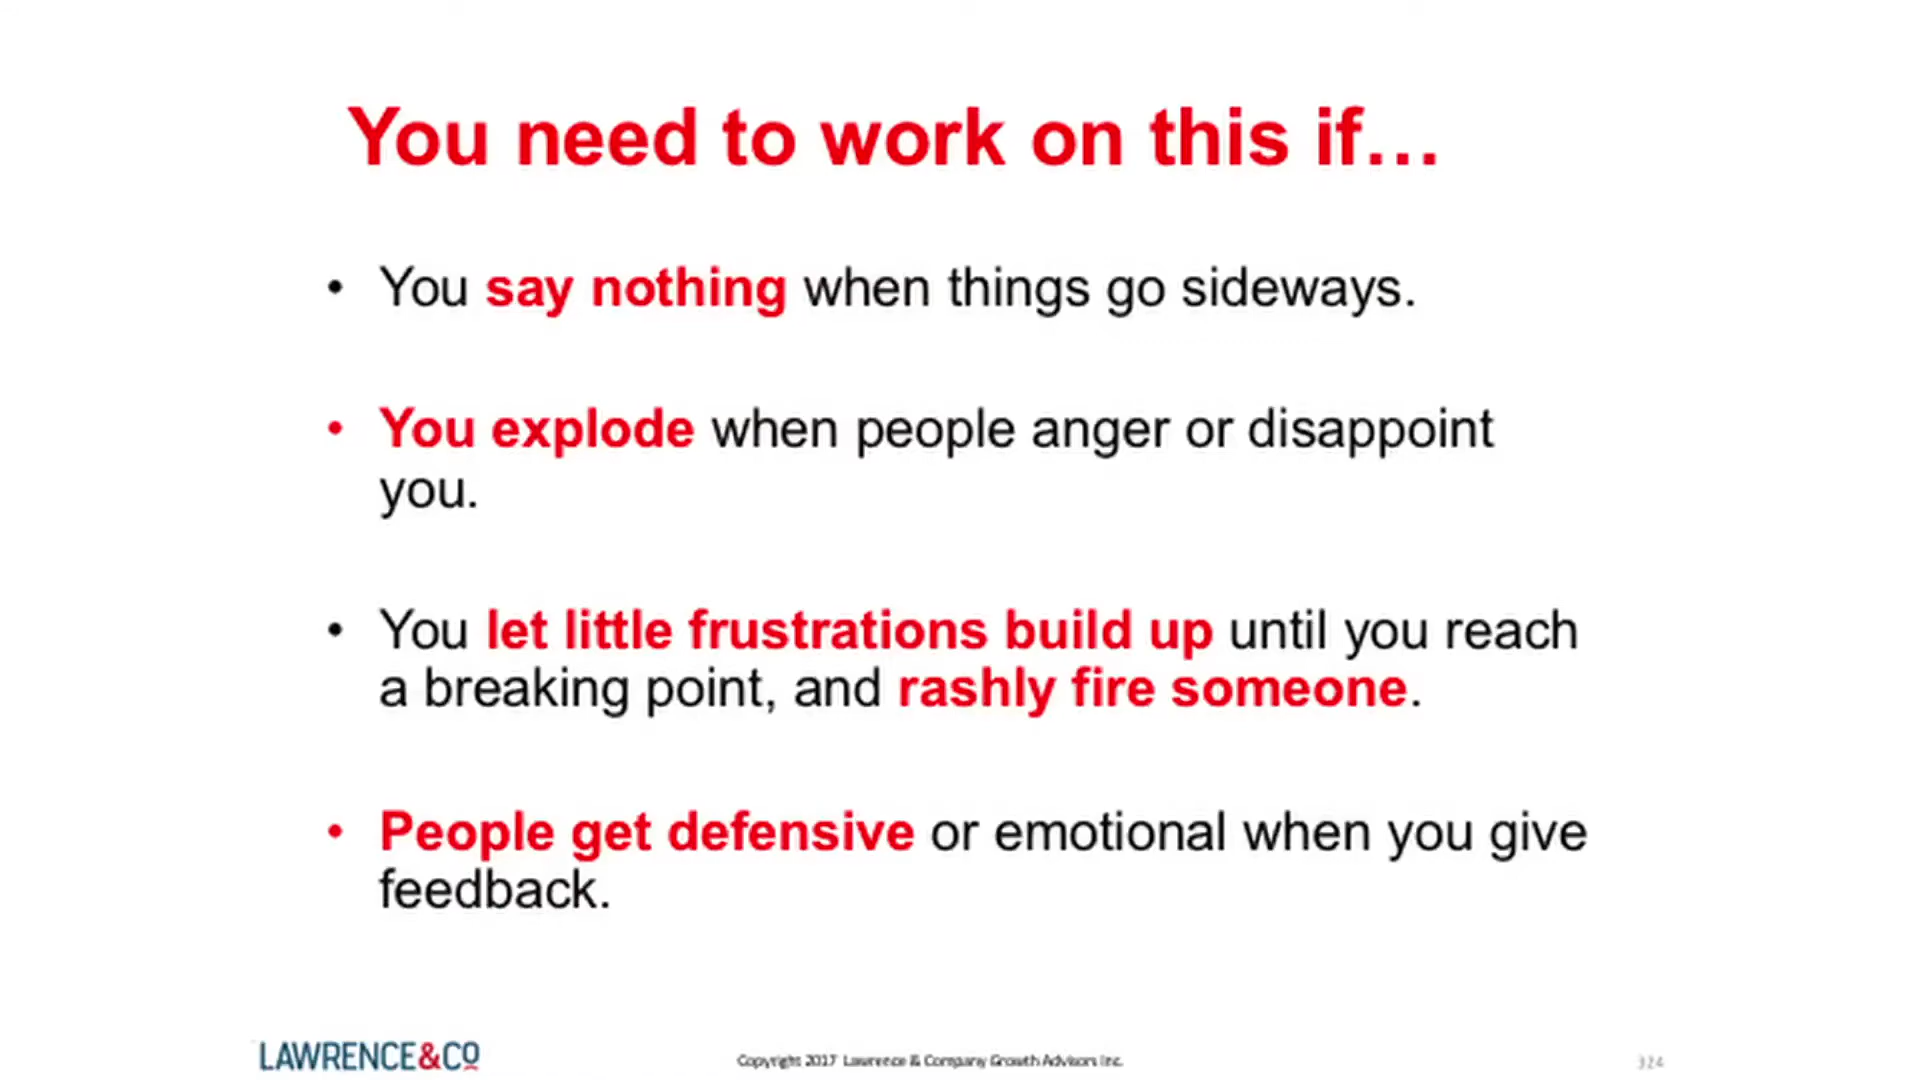 You need to work on this if…
• You say nothing when things go sideways.
• You explode when people anger or disappoint
you.
• You let little frustrations build up until you reach
a breaking point, and rashly fire someone.
• People get defensive or emotional when you give
feedback.
LAWRENCE&CO
Copyright 2017 Lawrence & Company Growth Advisors Inc.
324